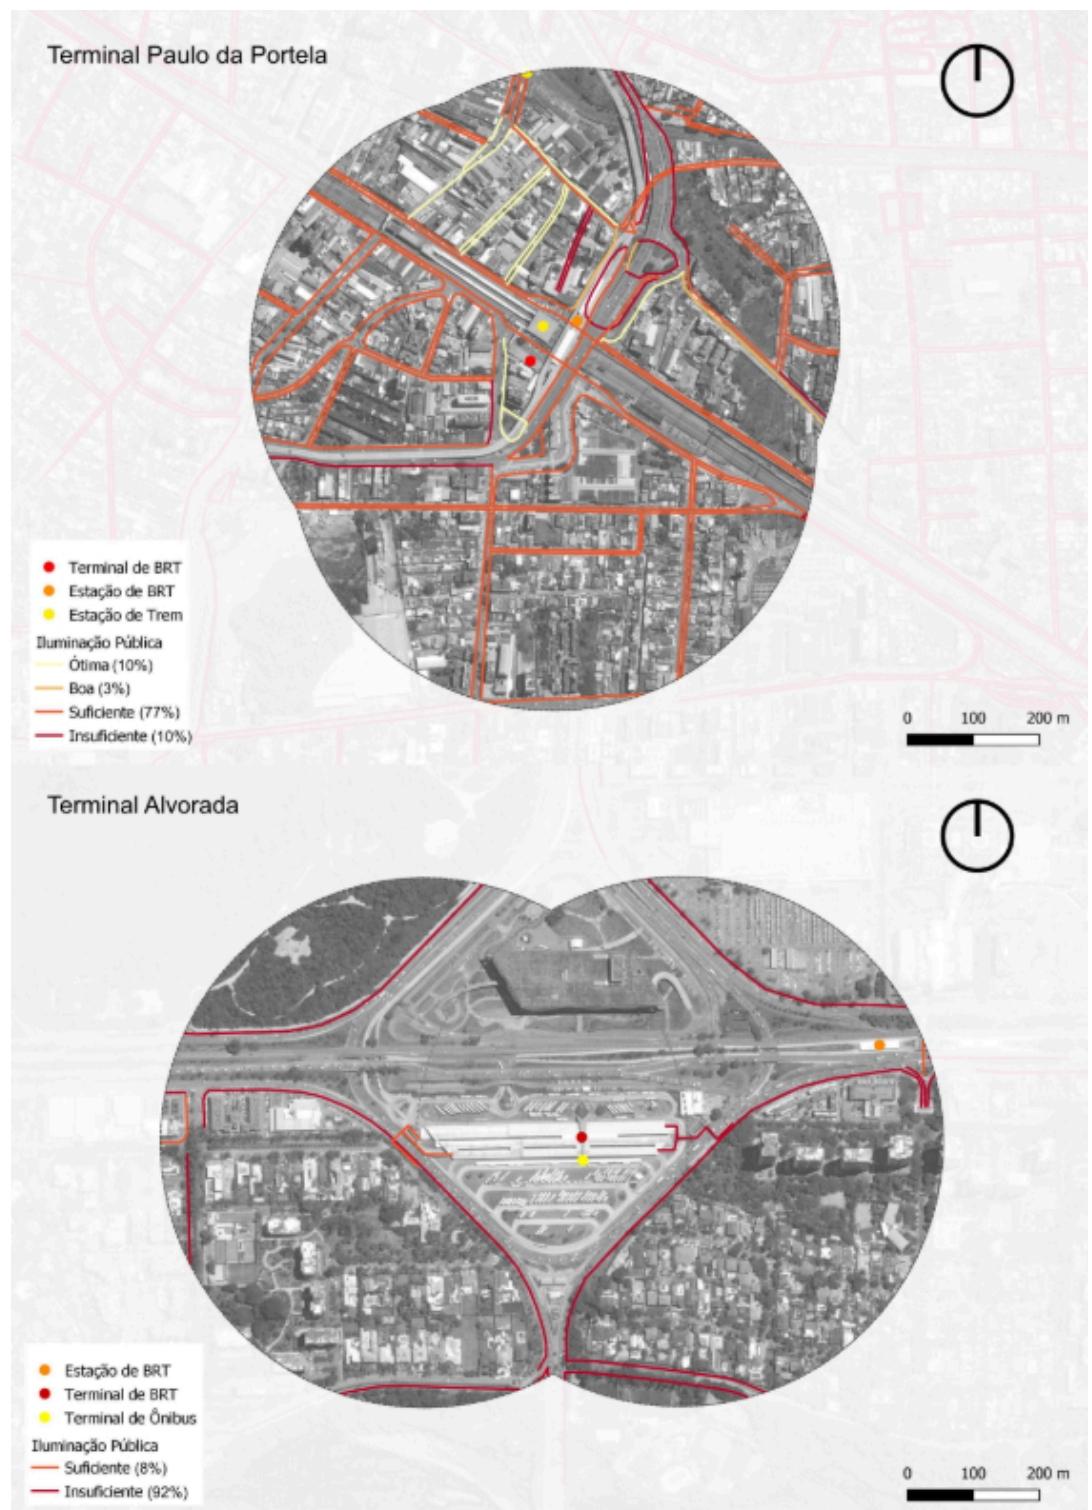 Terminal Paulo da Portela
Terminal de BRT
Estação de BRT
Estação de Trem
Iluminação Pública
Ótima (10%)
Boa (3%)
Suficiente (77%)
Insuficiente (10%)
0 100 200 m
Terminal Alvorada
Estação de BRT
Terminal de BRT
Terminal de Ônibus
Iluminação Pública
Suficiente (8%)
Insuficiente (92%)
0 100 200 m